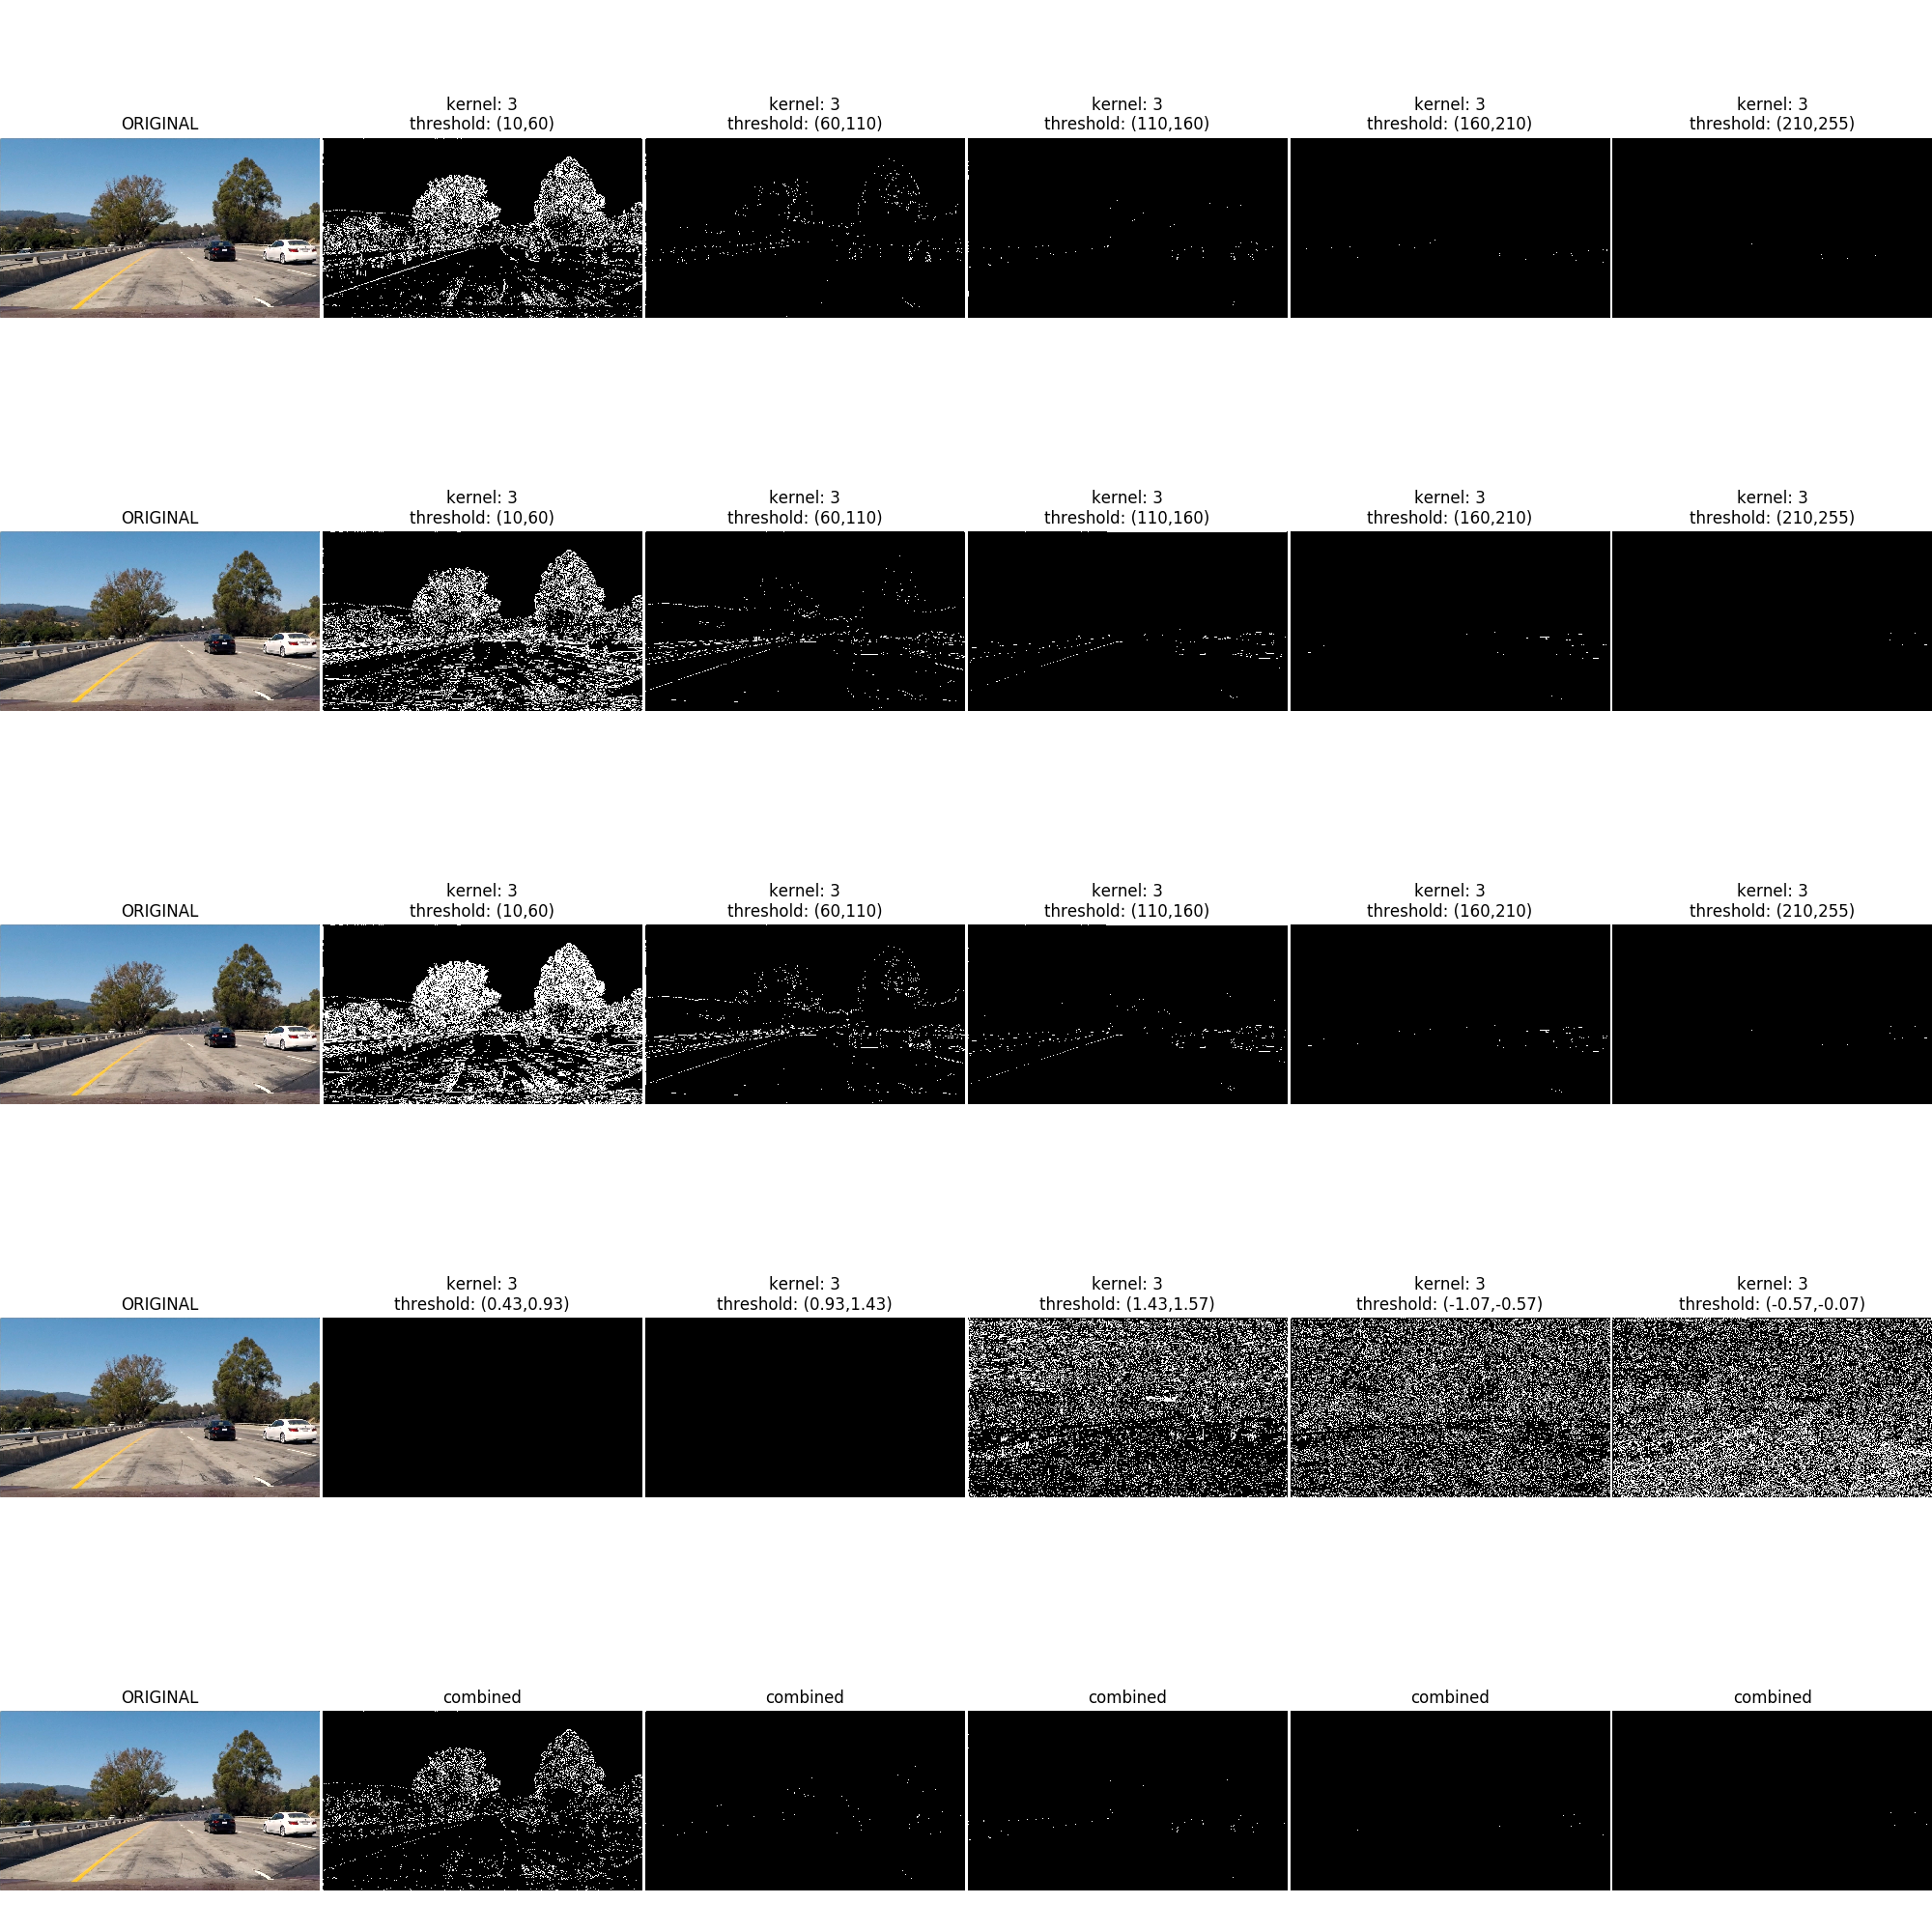 ORIGINAL
kernel: 3
threshold: (10,60)
kernel: 3
threshold: (60,110)
kernel: 3
threshold: (110,160)
kernel: 3
threshold: (160,210)
kernel: 3
threshold: (210,255)
ORIGINAL
kernel: 3
threshold: (10,60)
kernel: 3
threshold: (60,110)
kernel: 3
threshold: (110,160)
kernel: 3
threshold: (160,210)
kernel: 3
threshold: (210,255)
ORIGINAL
kernel: 3
threshold: (10,60)
kernel: 3
threshold: (60,110)
kernel: 3
threshold: (110,160)
kernel: 3
threshold: (160,210)
kernel: 3
threshold: (210,255)
ORIGINAL
kernel: 3
threshold: (0.43,0.93)
kernel: 3
threshold: (0.93,1.43)
kernel: 3
threshold: (1.43,1.57)
kernel: 3
threshold: (-1.07,-0.57)
kernel: 3
threshold: (-0.57,-0.07)
ORIGINAL
combined
combined
combined
combined
combined